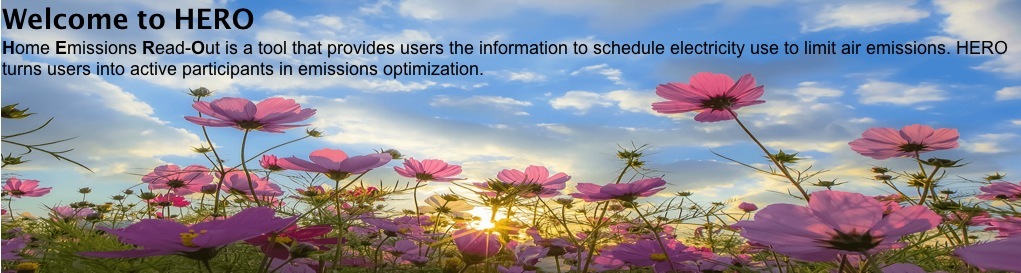 Welcome to HERO
Home Emissions Read-Out is a tool that provides users the information to schedule electricity use to limit air emissions. HERO
turns users into active participants in emissions optimization.